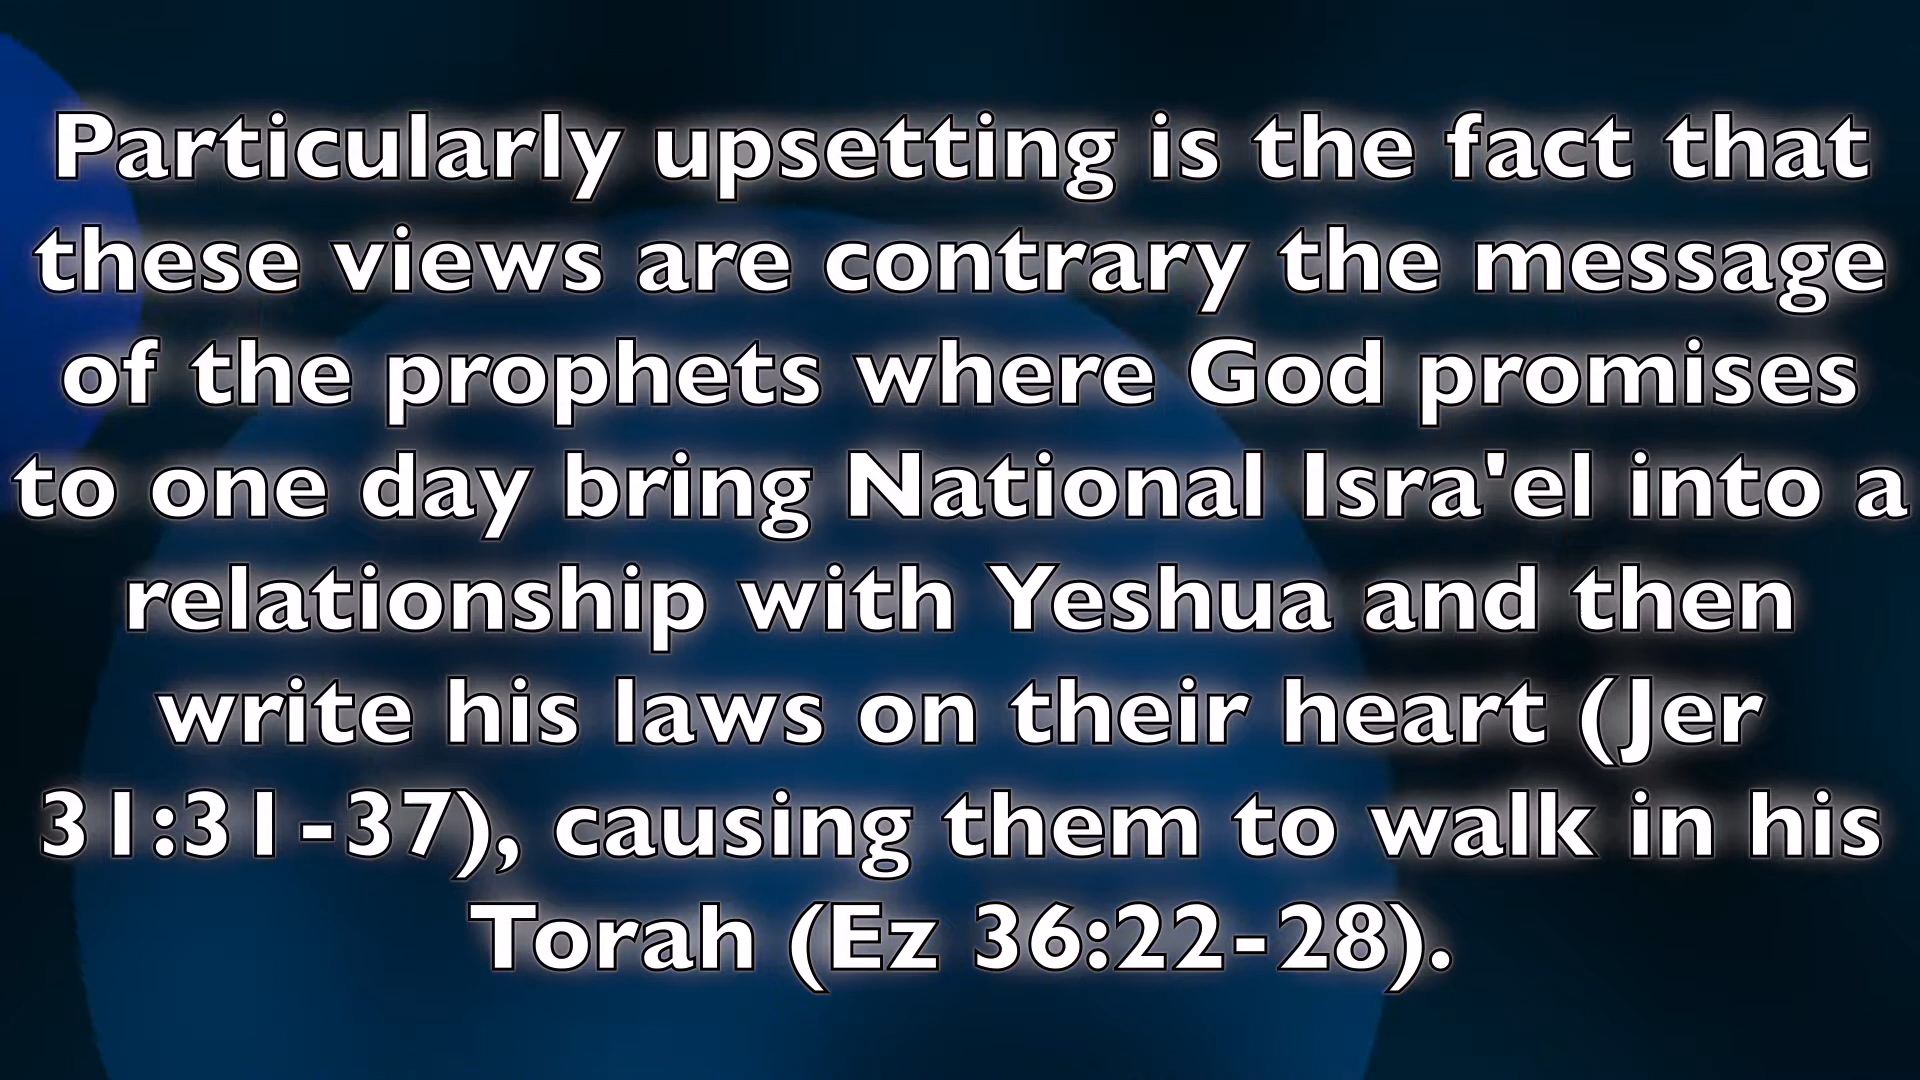 Particularly upsetting is the fact that
these views are contrary the message
of the prophets where God promises
to one day bring National Isra'el into a
relationship with Yeshua and then
write his laws on their heart (Jer
31:31-37), causing them to walk in his
Torah (Ez 36:22-28).